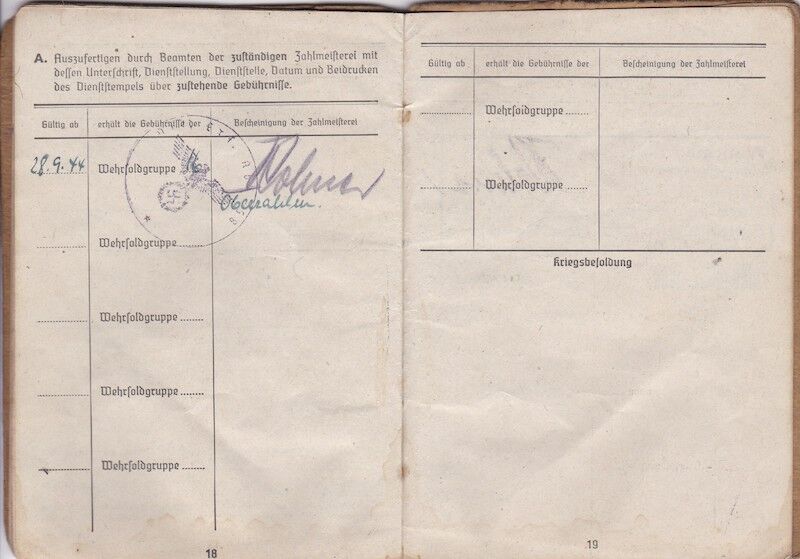 A. Auszufertigen durch Beamten der zuständigen Zahlmeisterei mit
dessen Unterschrift, Dienststellung, Dienststelle, Datum und Beidrucken
des Dienststempels über zustehende Gebührnisse.
Gültig ab erhält die Gebührnisse der Bescheinigung der Zahlmeisterei
28.9.44 Wehrsoldgruppe
Wehrsoldgruppe
Wehrsoldgruppe
Wehrsoldgruppe
Wehrsoldgruppe
18
Gültig ab erhält die Gebührnisse der Bescheinigung der Zahlmeisterei
Wehrsoldgruppe
Wehrsoldgruppe
Kriegsbesoldung
19